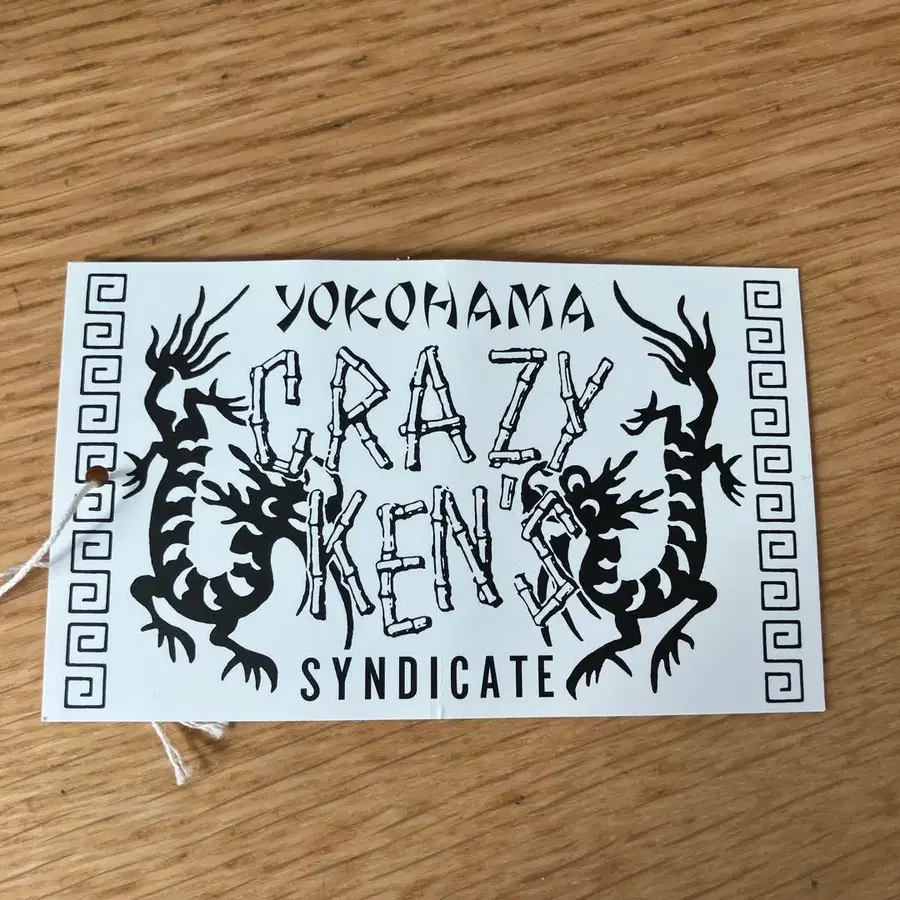 YOKOHAMA
CRAZY
KEN'S
SYNDICATE